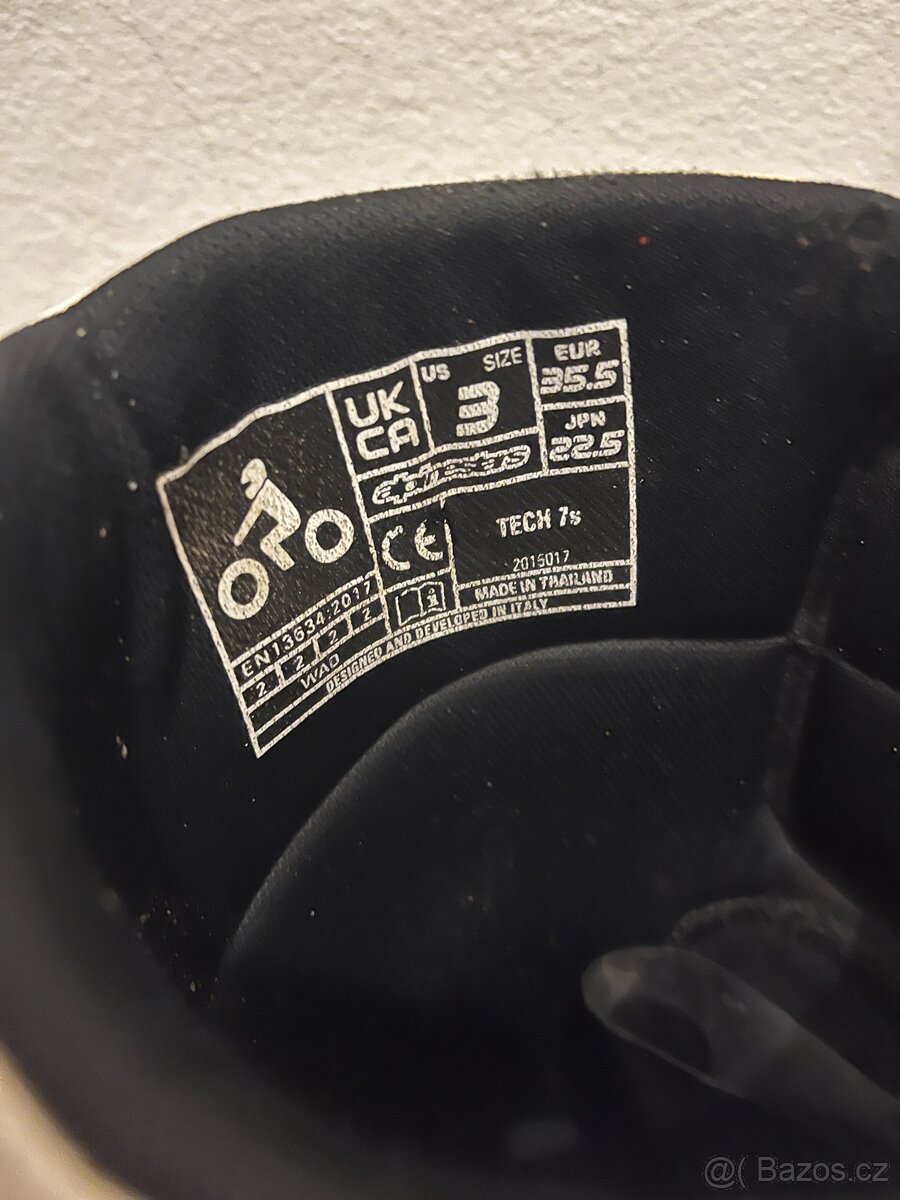 UK
CA
US SIZE
3
EUR
35.5
JPN
22.5
alpinestars
CE
TECH 7s
2015017
MADE IN THAILAND
EN13634:2017
2 2 2 2
i
WAD
DESIGNED AND DEVELOPED IN ITALY
@( Bazos.cz